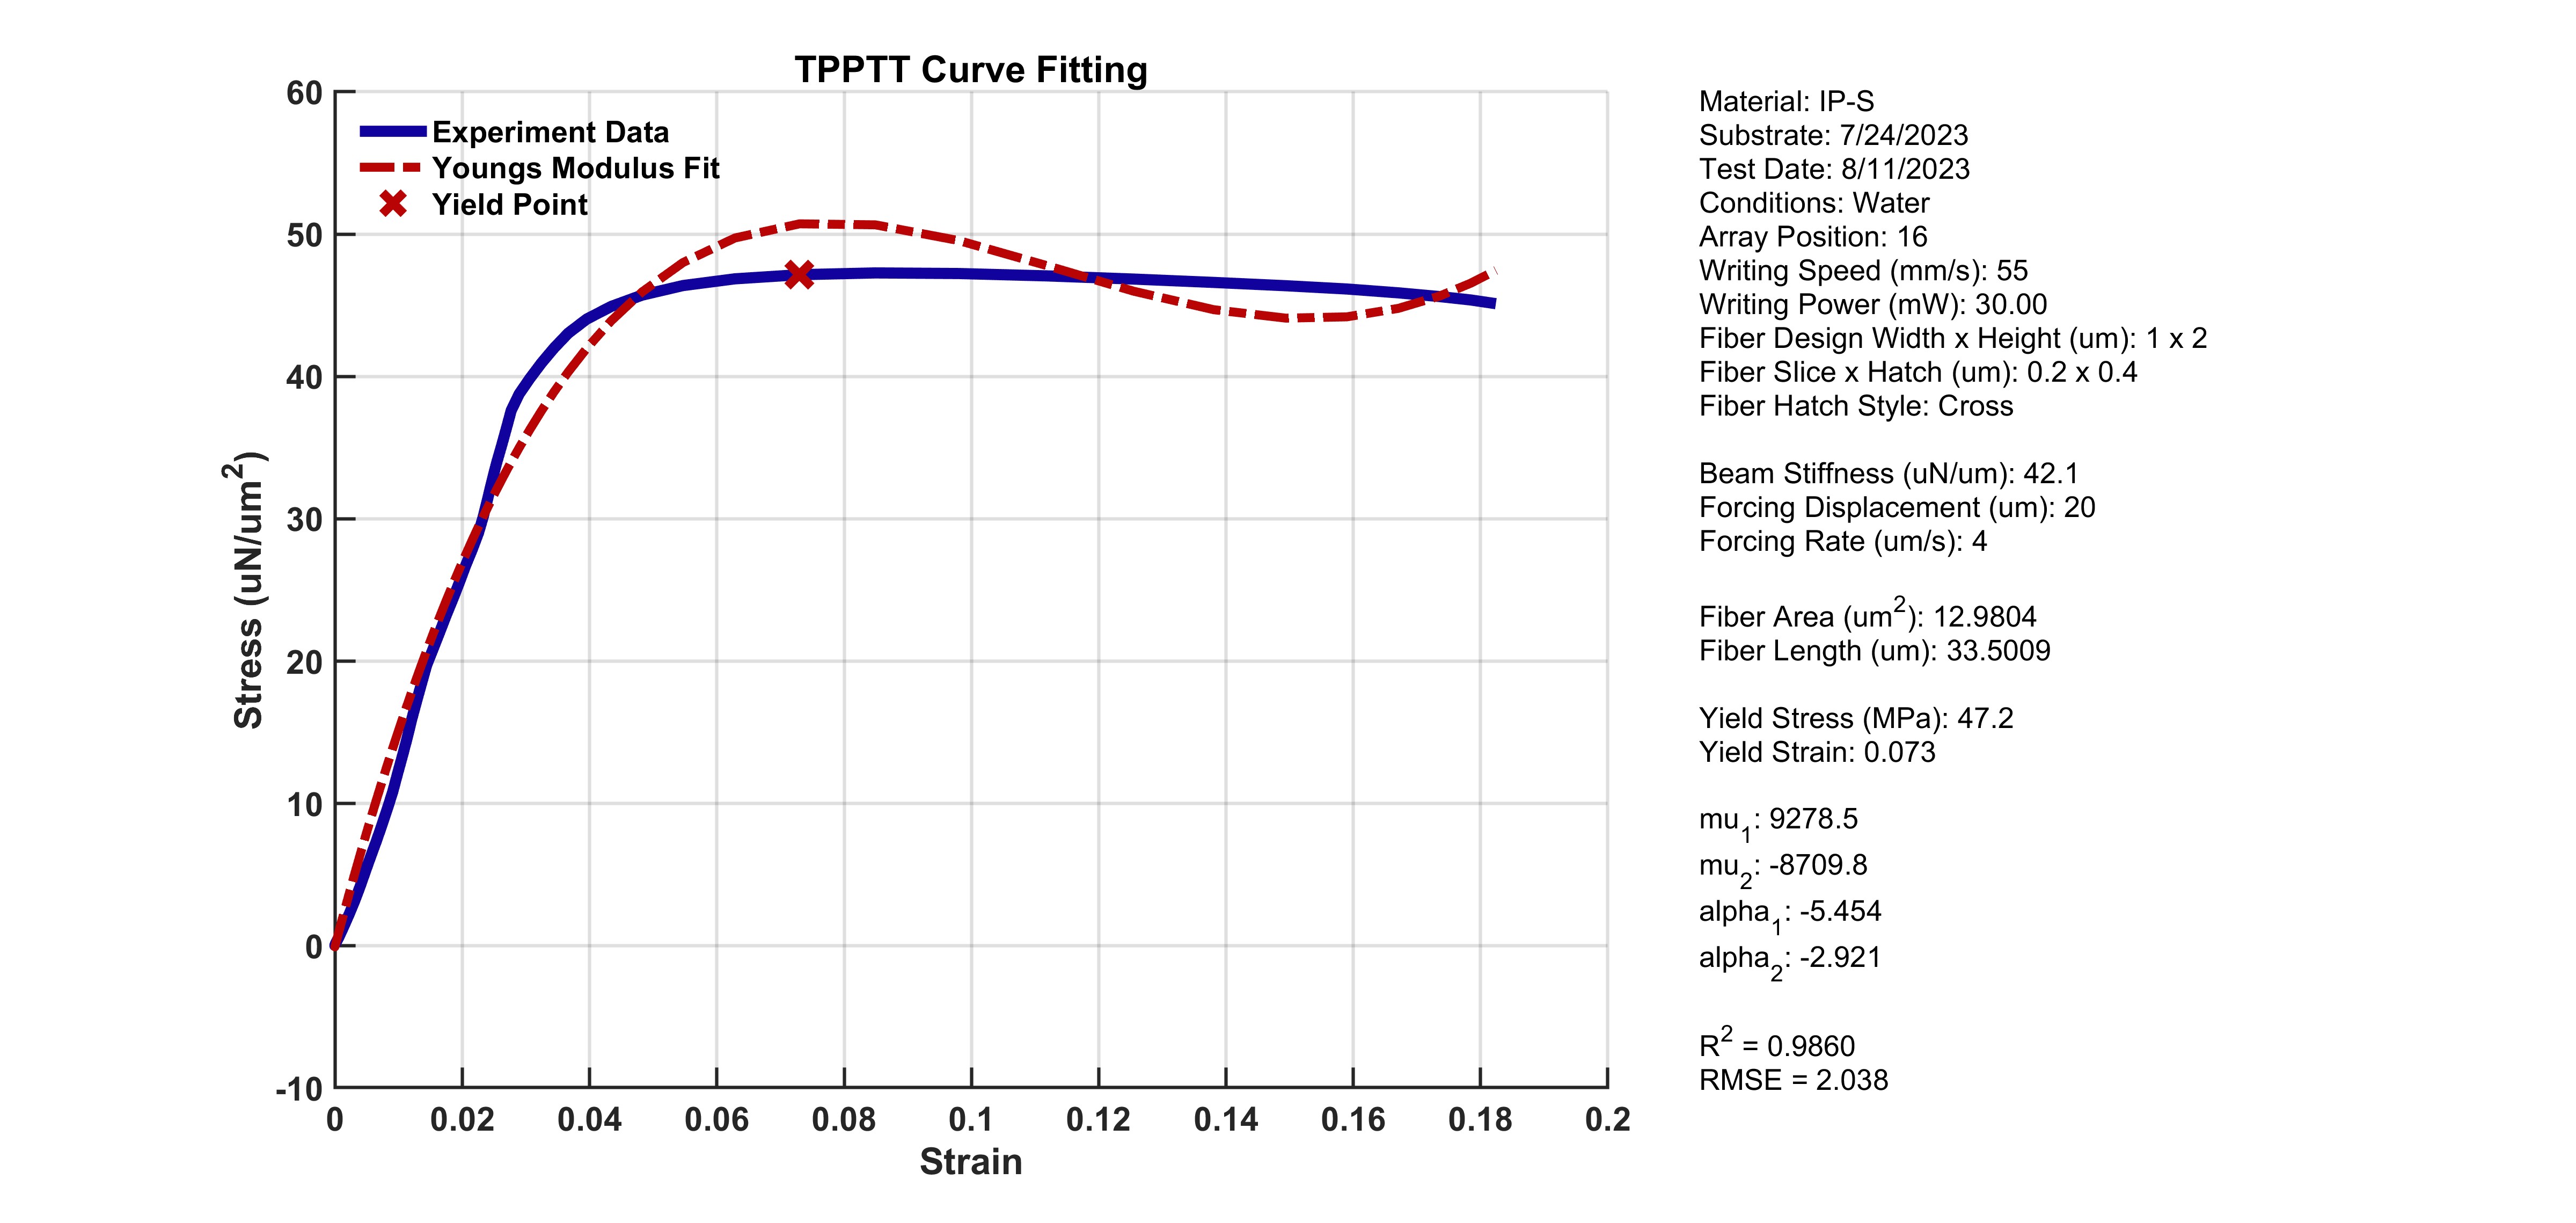 TPPTT Curve Fitting
Experiment Data
Youngs Modulus Fit
Yield Point
Stress (uN/um²)
60
50
40
30
20
10
0
-10
0 0.02 0.04 0.06 0.08 0.1 0.12 0.14 0.16 0.18 0.2
Strain
Material: IP-S
Substrate: 7/24/2023
Test Date: 8/11/2023
Conditions: Water
Array Position: 16
Writing Speed (mm/s): 55
Writing Power (mW): 30.00
Fiber Design Width x Height (um): 1 x 2
Fiber Slice x Hatch (um): 0.2 x 0.4
Fiber Hatch Style: Cross
Beam Stiffness (uN/um): 42.1
Forcing Displacement (um): 20
Forcing Rate (um/s): 4
Fiber Area (um²): 12.9804
Fiber Length (um): 33.5009
Yield Stress (MPa): 47.2
Yield Strain: 0.073
mu₁: 9278.5
mu₂: -8709.8
alpha₁: -5.454
alpha₂: -2.921
R² = 0.9860
RMSE = 2.038